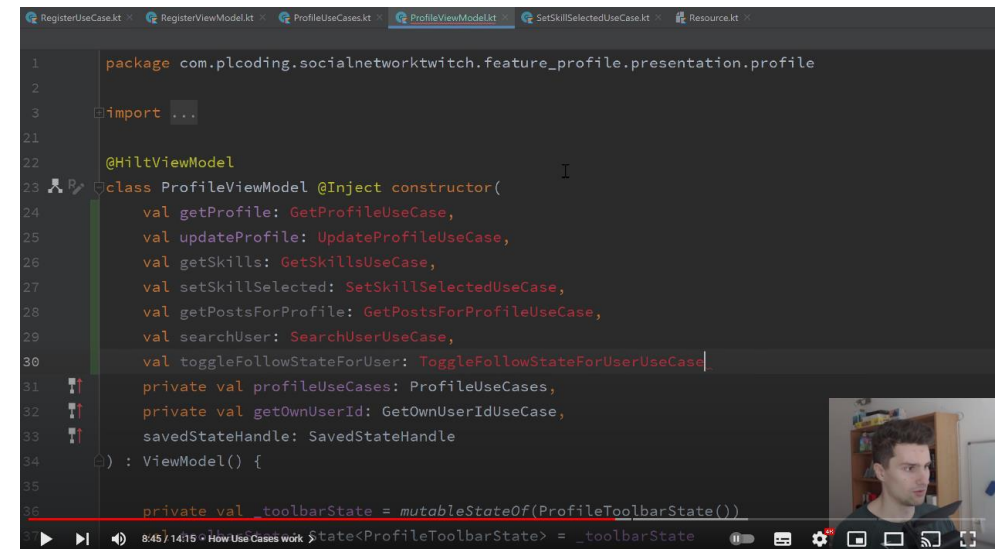 RegisterUseCase.kt RegisterViewModel.kt ProfileUseCases.kt ProfileViewModel.kt SetSkillSelectedUseCase.kt Resource.kt
1 package com.plcoding.socialnetworktwitch.feature_profile.presentation.profile
2
3 import ...
21
22 @HiltViewModel
23 class ProfileViewModel @Inject constructor(
24 val getProfile: GetProfileUseCase,
25 val updateProfile: UpdateProfileUseCase,
26 val getSkills: GetSkillsUseCase,
27 val setSkillSelected: SetSkillSelectedUseCase,
28 val getPostsForProfile: GetPostsForProfileUseCase,
29 val searchUser: SearchUserUseCase,
30 val toggleFollowStateForUser: ToggleFollowStateForUserUseCase
31 private val profileUseCases: ProfileUseCases,
32 private val getOwnUserId: GetOwnUserIdUseCase,
33 savedStateHandle: SavedStateHandle
34 ) : ViewModel() {
35
36 private val _toolbarState = mutableStateOf(ProfileToolbarState())
37 State<ProfileToolbarState> = _toolbarState
8:45 / 14:15 • How Use Cases work
4K